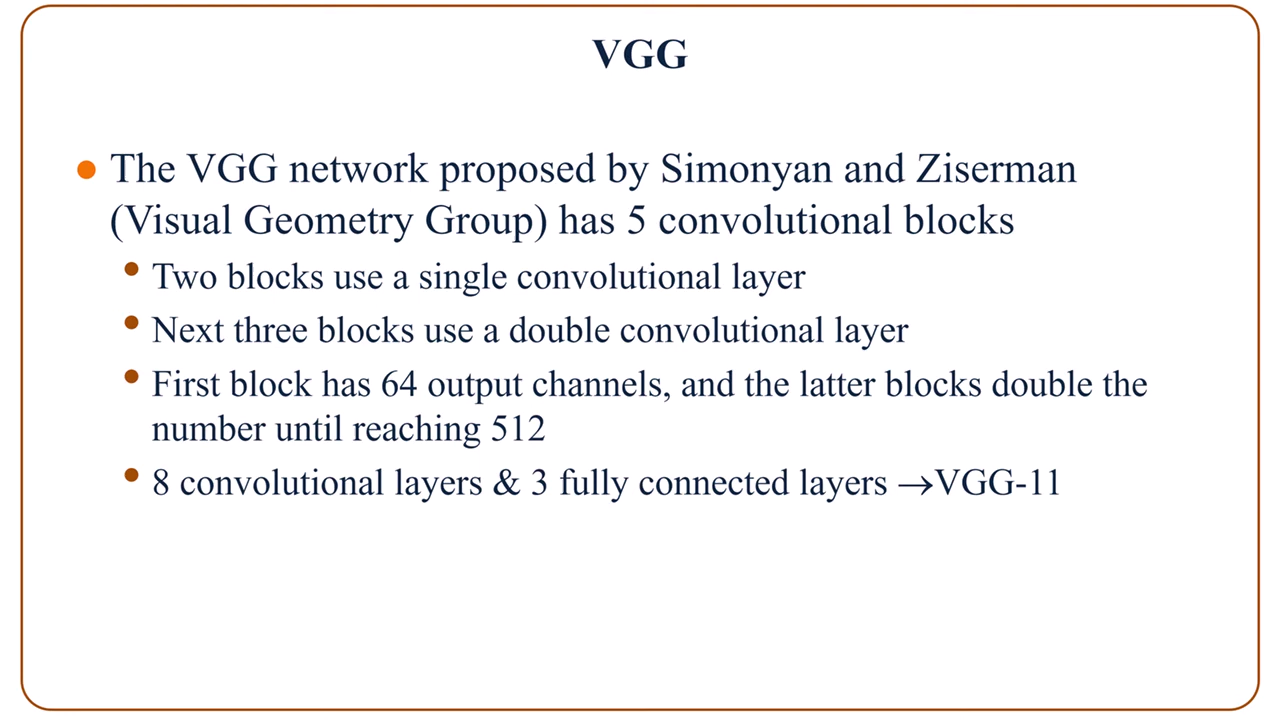 VGG
The VGG network proposed by Simonyan and Ziserman
(Visual Geometry Group) has 5 convolutional blocks
Two blocks use a single convolutional layer
Next three blocks use a double convolutional layer
First block has 64 output channels, and the latter blocks double the
number until reaching 512
8 convolutional layers & 3 fully connected layers →VGG-11